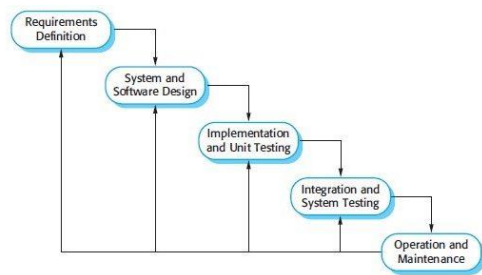 Requirements
Definition
System and
Software Design
Implementation
and Unit Testing
Integration and
System Testing
Operation and
Maintenance